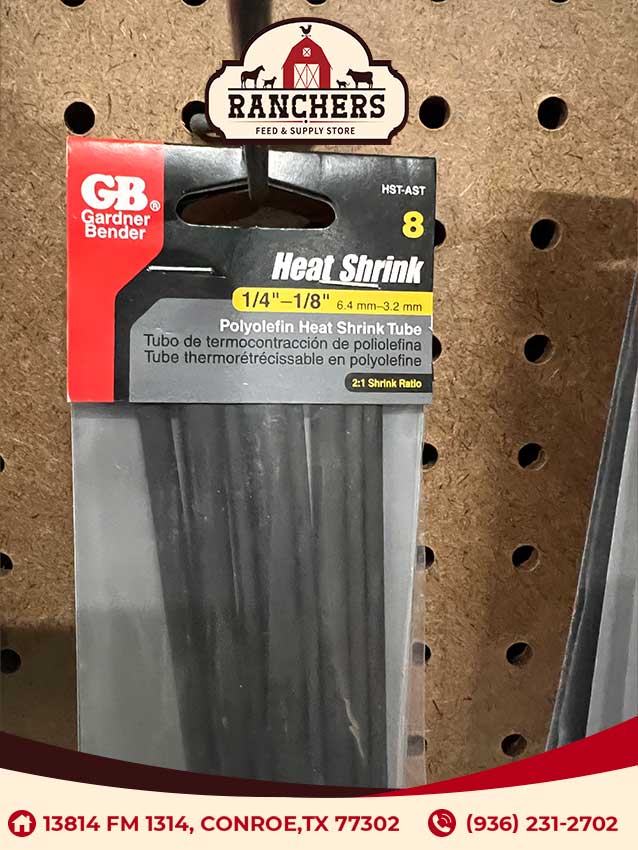 RANCHERS
FEED & SUPPLY STORE
HST-AST
GB®
Gardner
Bender
8
Heat Shrink
1/4"–1/8" 6.4 mm–3.2 mm
Polyolefin Heat Shrink Tube
Tubo de termocontracción de poliolefina
Tube thermorétrécissable en polyolefine
2:1 Shrink Ratio
13814 FM 1314, CONROE,TX 77302
(936) 231-2702